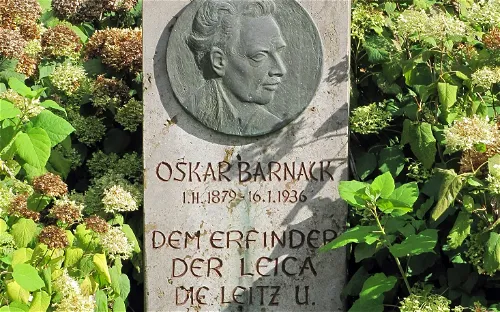 OSKAR BARNACK
1.11.1879-16.1.1936
DEM ERFINDER
DER LEICA
DIE LEITZ U.